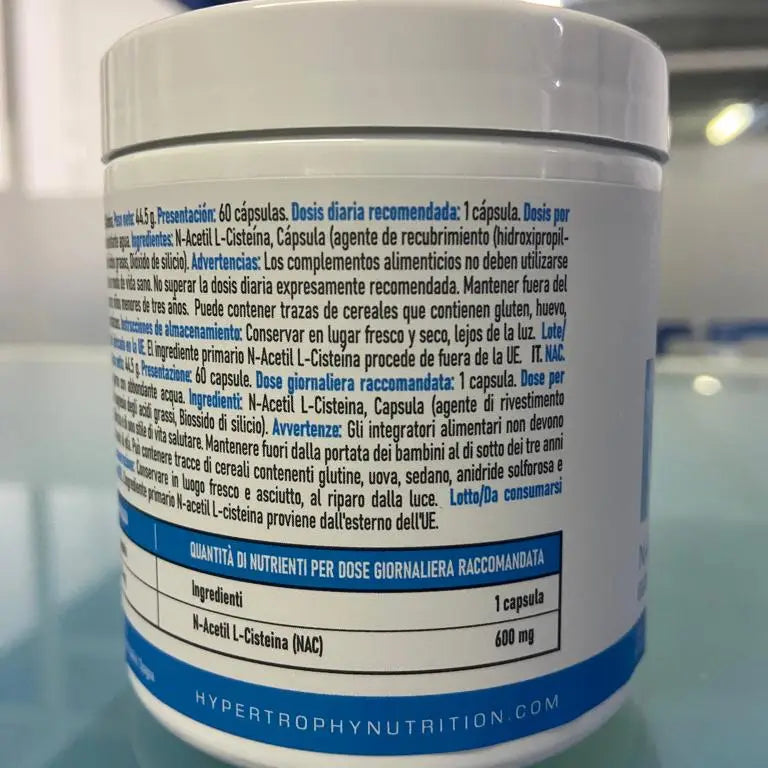 Peso neto: 44.5 g. Presentación: 60 cápsulas. Dosis diaria recomendada: 1 cápsula. Dosis por
agua. Ingredientes: N-Acetil L-Cisteína, Cápsula (agente de recubrimiento (hidroxipropil-
grasos, Dióxido de silicio). Advertencias: Los complementos alimenticios no deben utilizarse
de vida sano. No superar la dosis diaria expresamente recomendada. Mantener fuera del
menores de tres años. Puede contener trazas de cereales que contienen gluten, huevo,
Instrucciones de almacenamiento: Conservar en lugar fresco y seco, lejos de la luz. Lote/
en la UE. El ingrediente primario N-Acetil L-Cisteína procede de fuera de la UE. IT. NAC.
44.5 g. Presentazione: 60 capsule. Dose giornaliera raccomandata: 1 capsula. Dose per
con abbondante acqua. Ingredienti: N-Acetil L-Cisteina, Capsula (agente di rivestimento
degli acidi grassi, Biossido di silicio). Avvertenze: Gli integratori alimentari non devono
di uno stile di vita salutare. Mantenere fuori dalla portata dei bambini al di sotto dei tre anni
Può contenere tracce di cereali contenenti glutine, uova, sedano, anidride solforosa e
Conservare in luogo fresco e asciutto, al riparo dalla luce. Lotto/Da consumarsi
primario N-acetil L-cisteina proviene dall'esterno dell'UE.
QUANTITÀ DI NUTRIENTI PER DOSE GIORNALIERA RACCOMANDATA
Ingredienti 1 capsula
N-Acetil L-Cisteina (NAC) 600 mg
HYPERTROPHYNUTRITION.COM